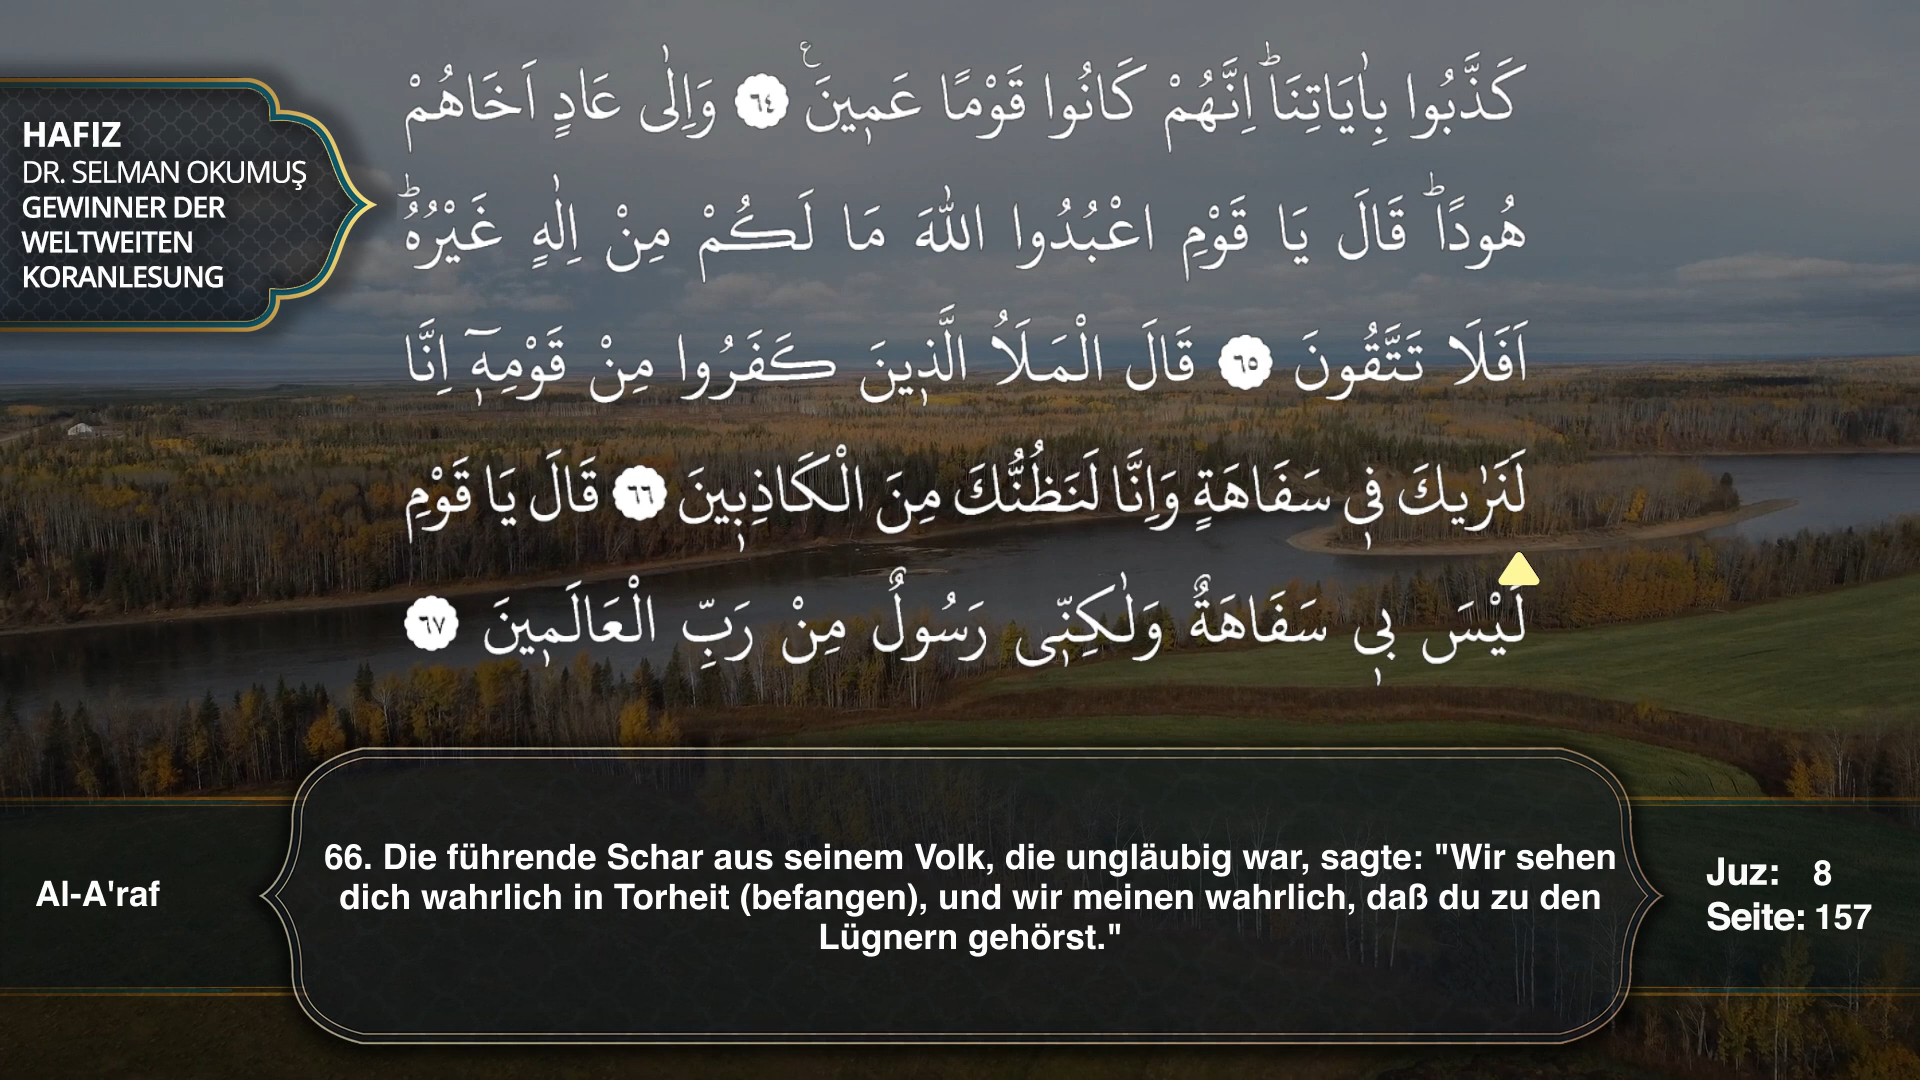 HAFIZ
DR. SELMAN OKUMUŞ
GEWINNER DER
WELTWEITEN
KORANLESUNG
كَذَّبُوا بِاٰيَاتِنَاۜ اِنَّهُمْ كَانُوا قَوْمًا عَم۪ينَ۟ ﴿٦٤﴾ وَاِلٰى عَادٍ اَخَاهُمْ
هُودًاۜ قَالَ يَا قَوْمِ اعْبُدُوا اللّٰهَ مَا لَكُمْ مِنْ اِلٰهٍ غَيْرُهُۜ
اَفَلَا تَتَّقُونَ ﴿٦٥﴾ قَالَ الْمَلَاُ الَّذ۪ينَ كَفَرُوا مِنْ قَوْمِه۪ٓ اِنَّا
لَنَرٰيكَ ف۪ي سَفَاهَةٍ وَاِنَّا لَنَظُنُّكَ مِنَ الْكَاذِب۪ينَ ﴿٦٦﴾ قَالَ يَا قَوْمِ
لَيْسَ ب۪ي سَفَاهَةٌ وَلٰكِنّ۪ي رَسُولٌ مِنْ رَبِّ الْعَالَم۪ينَ ﴿٦٧﴾
66. Die führende Schar aus seinem Volk, die ungläubig war, sagte: "Wir sehen
dich wahrlich in Torheit (befangen), und wir meinen wahrlich, daß du zu den
Lügnern gehörst."
Al-A'raf
Juz: 8
Seite: 157